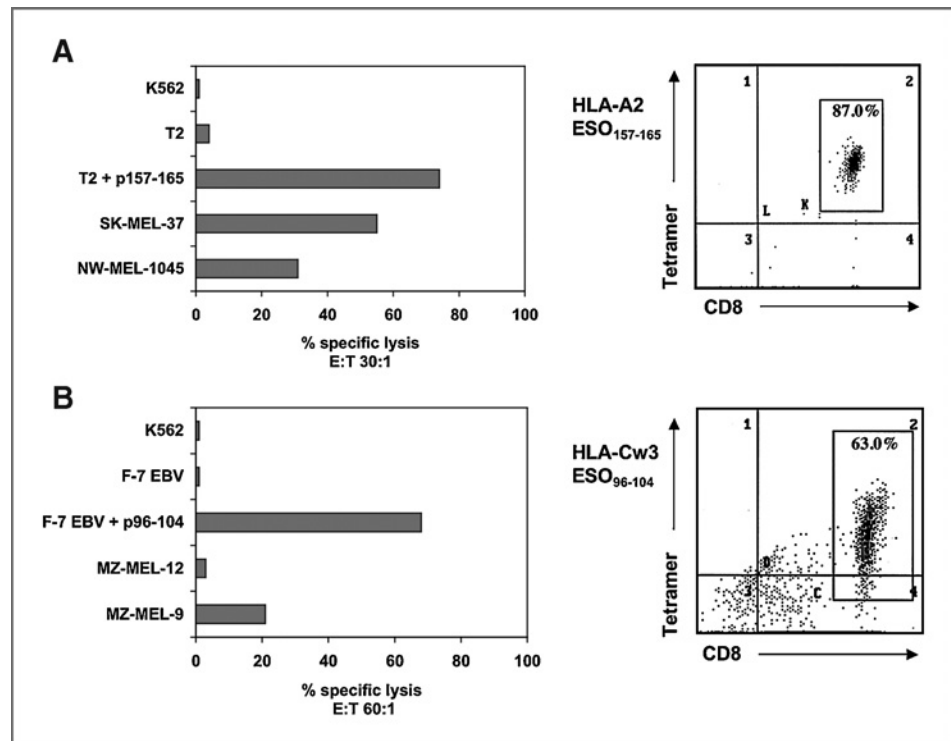 A
K562
T2
T2 + p157-165
SK-MEL-37
NW-MEL-1045
0 20 40 60 80 100
% specific lysis
E:T 30:1
HLA-A2
ESO157-165
Tetramer
1 2
87.0%
L K
3 4
CD8
B
K562
F-7 EBV
F-7 EBV + p96-104
MZ-MEL-12
MZ-MEL-9
0 20 40 60 80 100
% specific lysis
E:T 60:1
HLA-Cw3
ESO96-104
Tetramer
1 2
63.0%
D
3 C 4
CD8